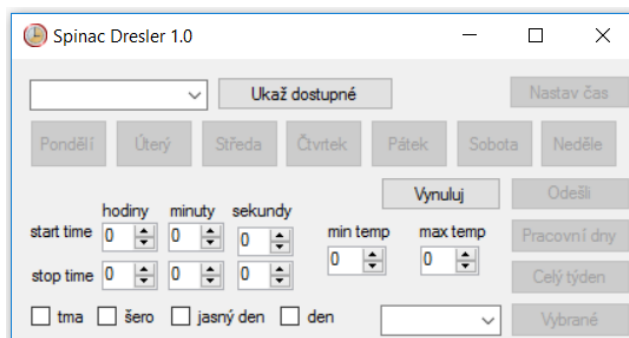 Spinac Dresler 1.0
Ukaž dostupné
Nastav čas
Pondělí Úterý Středa Čtvrtek Pátek Sobota Neděle
Vynuluj Odešli
hodiny minuty sekundy
start time 0 0 0 min temp max temp Pracovní dny
0 0
stop time 0 0 0 Celý týden
tma šero jasný den den Vybrané